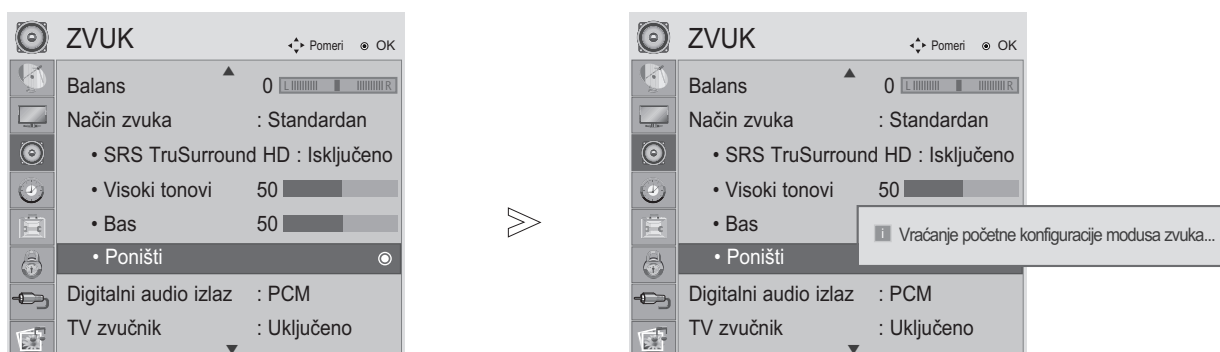 ZVUK
Pomeri OK
Balans 0 L R
Način zvuka : Standardan
• SRS TruSurround HD : Isključeno
• Visoki tonovi 50
• Bas 50
• Poništi
Digitalni audio izlaz : PCM
TV zvučnik : Uključeno
ZVUK
Pomeri OK
Balans 0 L R
Način zvuka : Standardan
• SRS TruSurround HD : Isključeno
• Visoki tonovi 50
• Bas
• Poništi
i Vraćanje početne konfiguracije modusa zvuka...
Digitalni audio izlaz : PCM
TV zvučnik : Uključeno